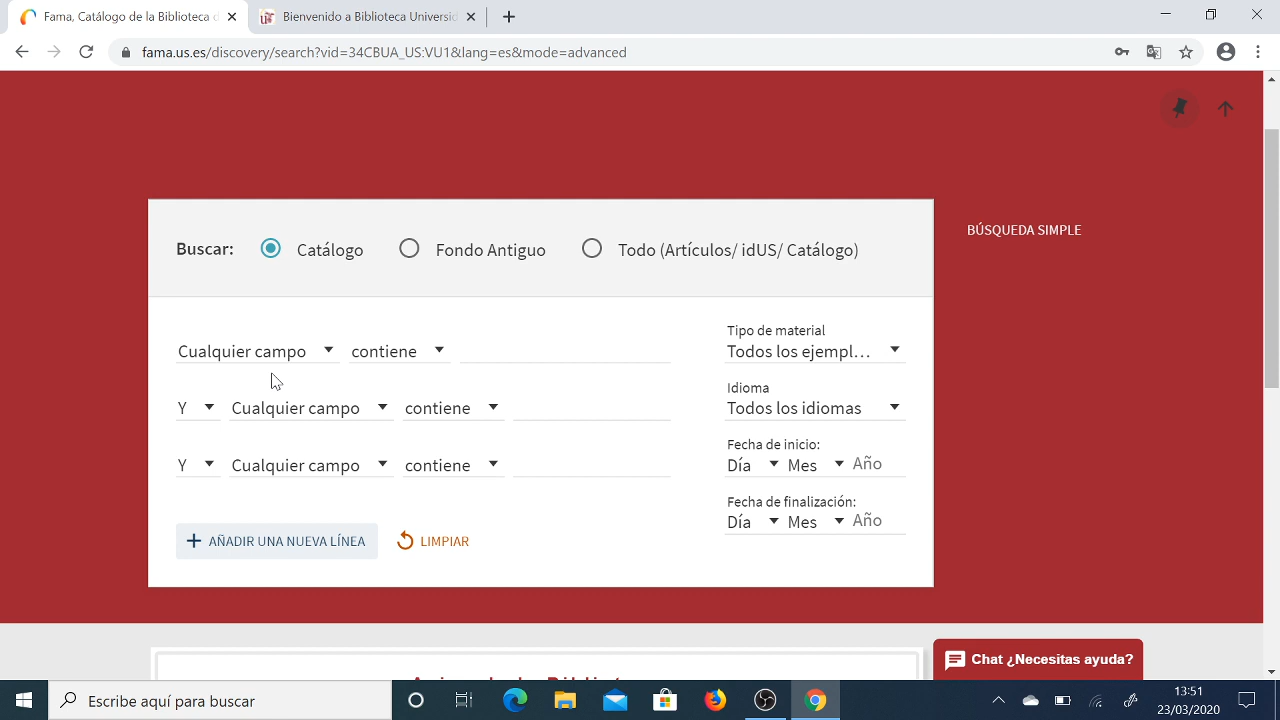 Fama, Catálogo de la Biblioteca d
Bienvenido a Biblioteca Universid
fama.us.es/discovery/search?vid=34CBUA_US:VU1&lang=es&mode=advanced
Buscar: Catálogo Fondo Antiguo Todo (Artículos/ idUS/ Catálogo)
BÚSQUEDA SIMPLE
Cualquier campo contiene
Y Cualquier campo contiene
Y Cualquier campo contiene
AÑADIR UNA NUEVA LÍNEA LIMPIAR
Tipo de material
Todos los ejempl...
Idioma
Todos los idiomas
Fecha de inicio:
Día Mes Año
Fecha de finalización:
Día Mes Año
Chat ¿Necesitas ayuda?
Escribe aquí para buscar
13:51
23/03/2020